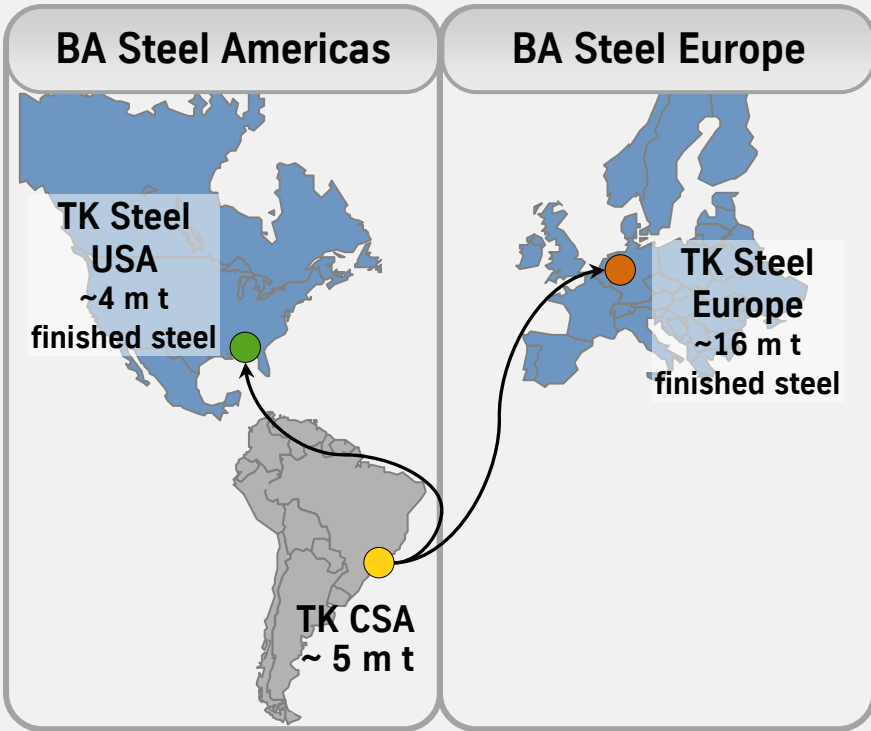 BA Steel Americas
BA Steel Europe
TK Steel
USA
~4 m t
finished steel
TK Steel
Europe
~16 m t
finished steel
TK CSA
~ 5 m t